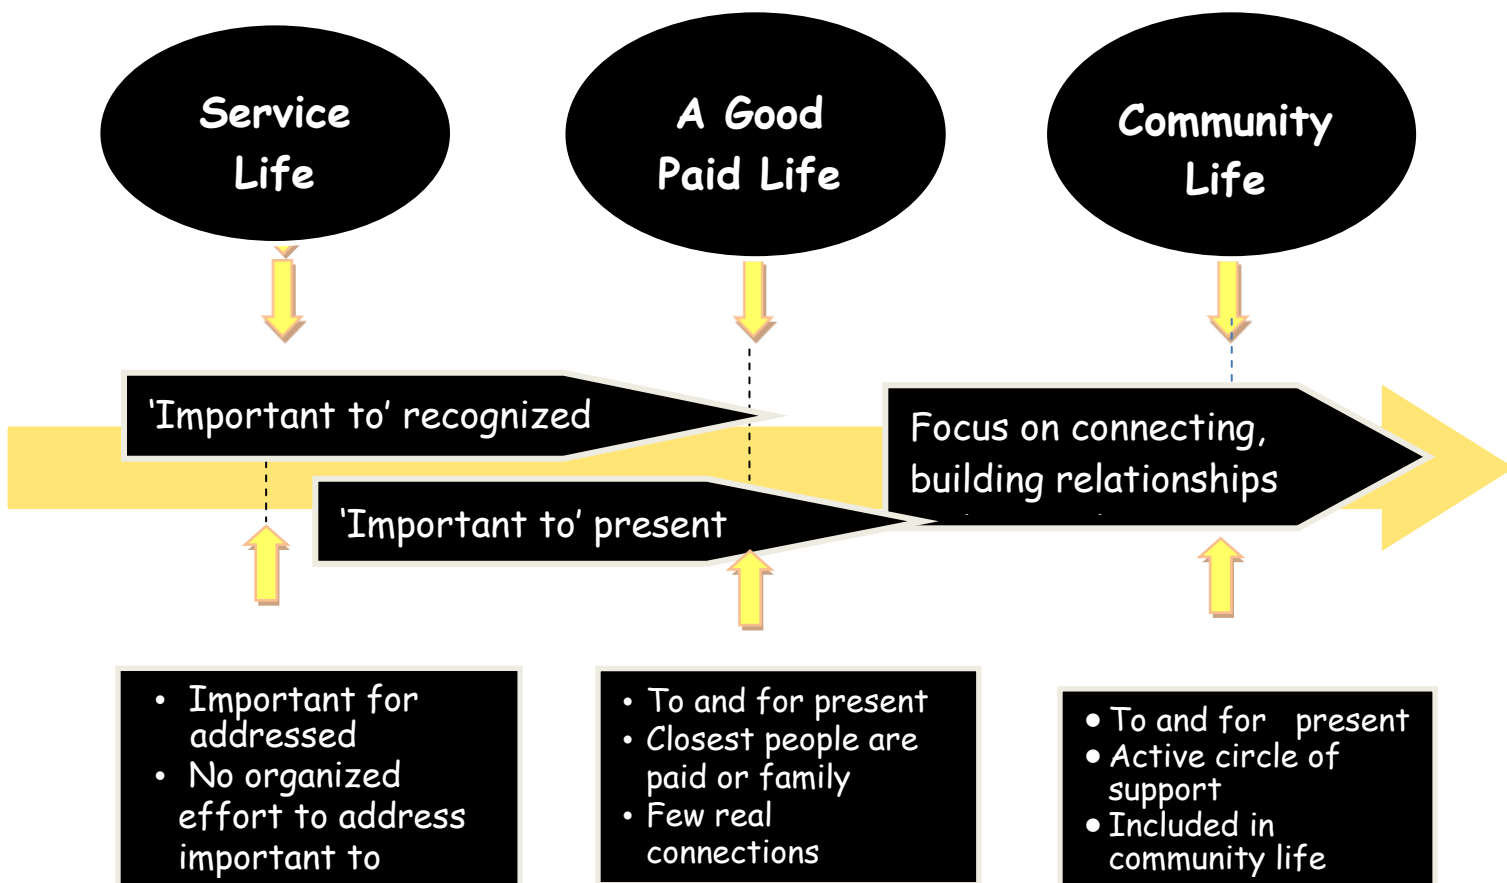 Service
Life
A Good
Paid Life
Community
Life
‘Important to’ recognized
Focus on connecting,
building relationships
‘Important to’ present
• Important for
addressed
• No organized
effort to address
important to
• To and for present
• Closest people are
paid or family
• Few real
connections
• To and for present
• Active circle of
support
• Included in
community life